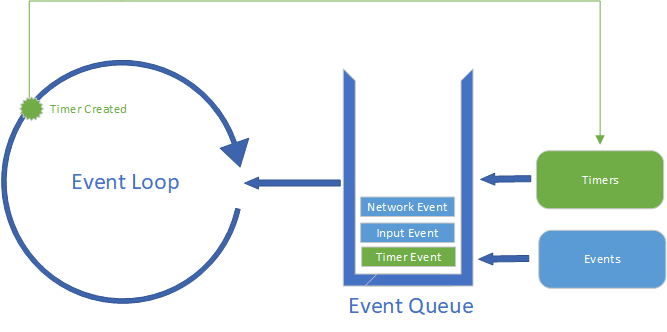 Timer Created
Event Loop
Timers
Network Event
Input Event
Timer Event
Events
Event Queue